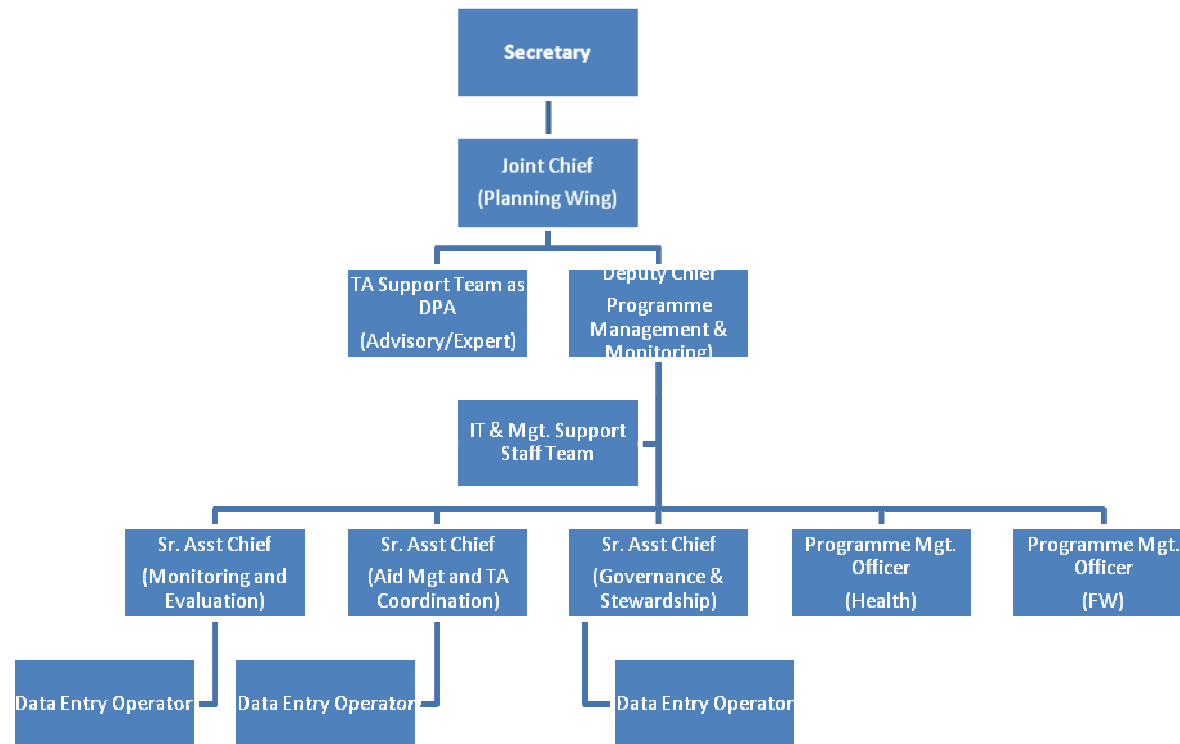 Secretary
Joint Chief
(Planning Wing)
TA Support Team as
DPA
(Advisory/Expert)
Deputy Chief
Programme
Management &
Monitoring)
IT & Mgt. Support
Staff Team
Sr. Asst Chief
(Monitoring and
Evaluation)
Sr. Asst Chief
(Aid Mgt and TA
Coordination)
Sr. Asst Chief
(Governance &
Stewardship)
Programme Mgt.
Officer
(Health)
Programme Mgt.
Officer
(FW)
Data Entry Operator
Data Entry Operator
Data Entry Operator